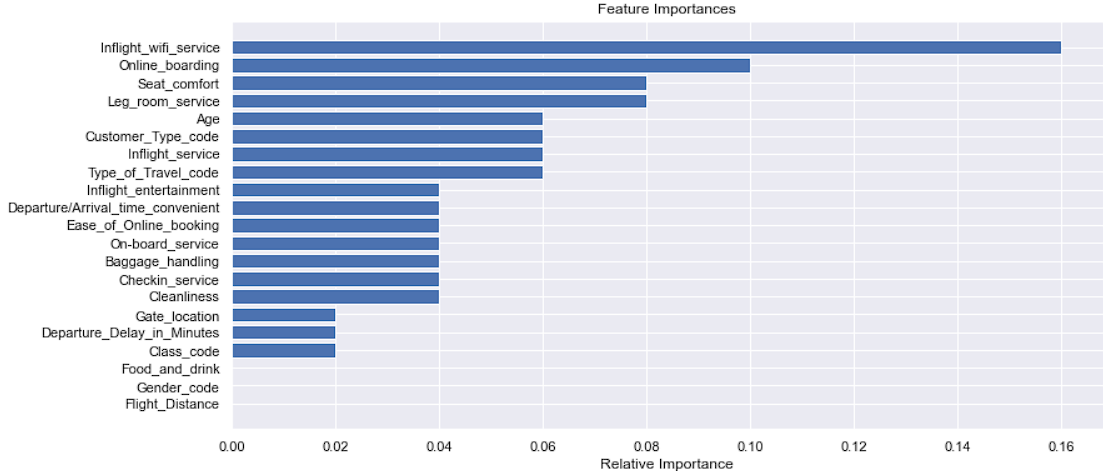 Feature Importances
Inflight_wifi_service
Online_boarding
Seat_comfort
Leg_room_service
Age
Customer_Type_code
Inflight_service
Type_of_Travel_code
Inflight_entertainment
Departure/Arrival_time_convenient
Ease_of_Online_booking
On-board_service
Baggage_handling
Checkin_service
Cleanliness
Gate_location
Departure_Delay_in_Minutes
Class_code
Food_and_drink
Gender_code
Flight_Distance
0.00 0.02 0.04 0.06 0.08 0.10 0.12 0.14 0.16
Relative Importance